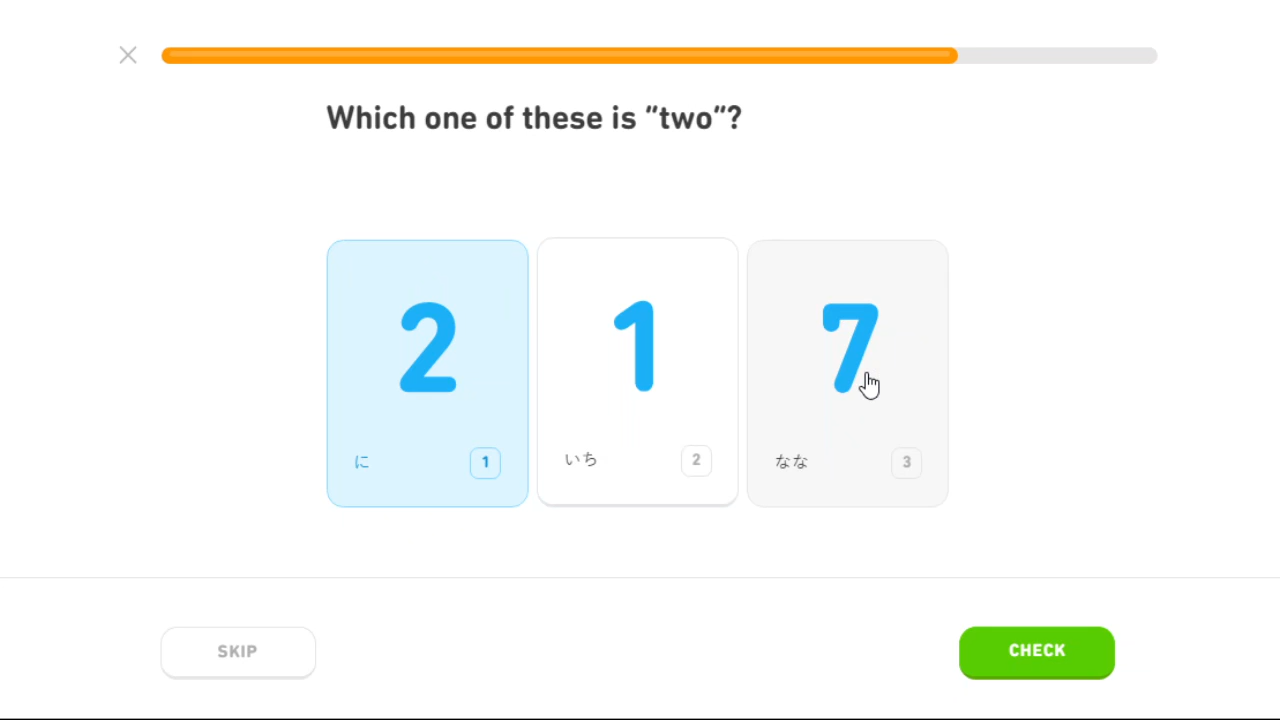 Which one of these is “two”?
2
1
7
に
1
いち
2
なな
3
SKIP
CHECK